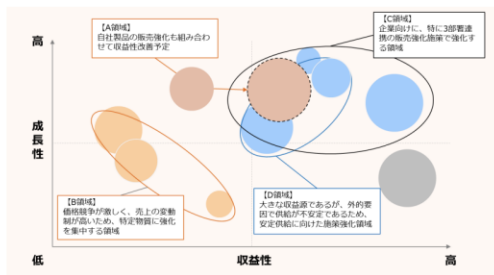 【A領域】
自社製品の販売強化も組み合わ
せて収益性改善予定
【C領域】
企業向けに、特に3部署連
携の販売強化施策で強化す
る領域
高
成長性
【B領域】
価格競争が激しく、売上の変動
制が高いため、特定物質に強化
を集中する領域
【D領域】
大きな収益源であるが、外的要
因で供給が不安定であるため、
安定供給に向けた施策強化領域
低
収益性
高